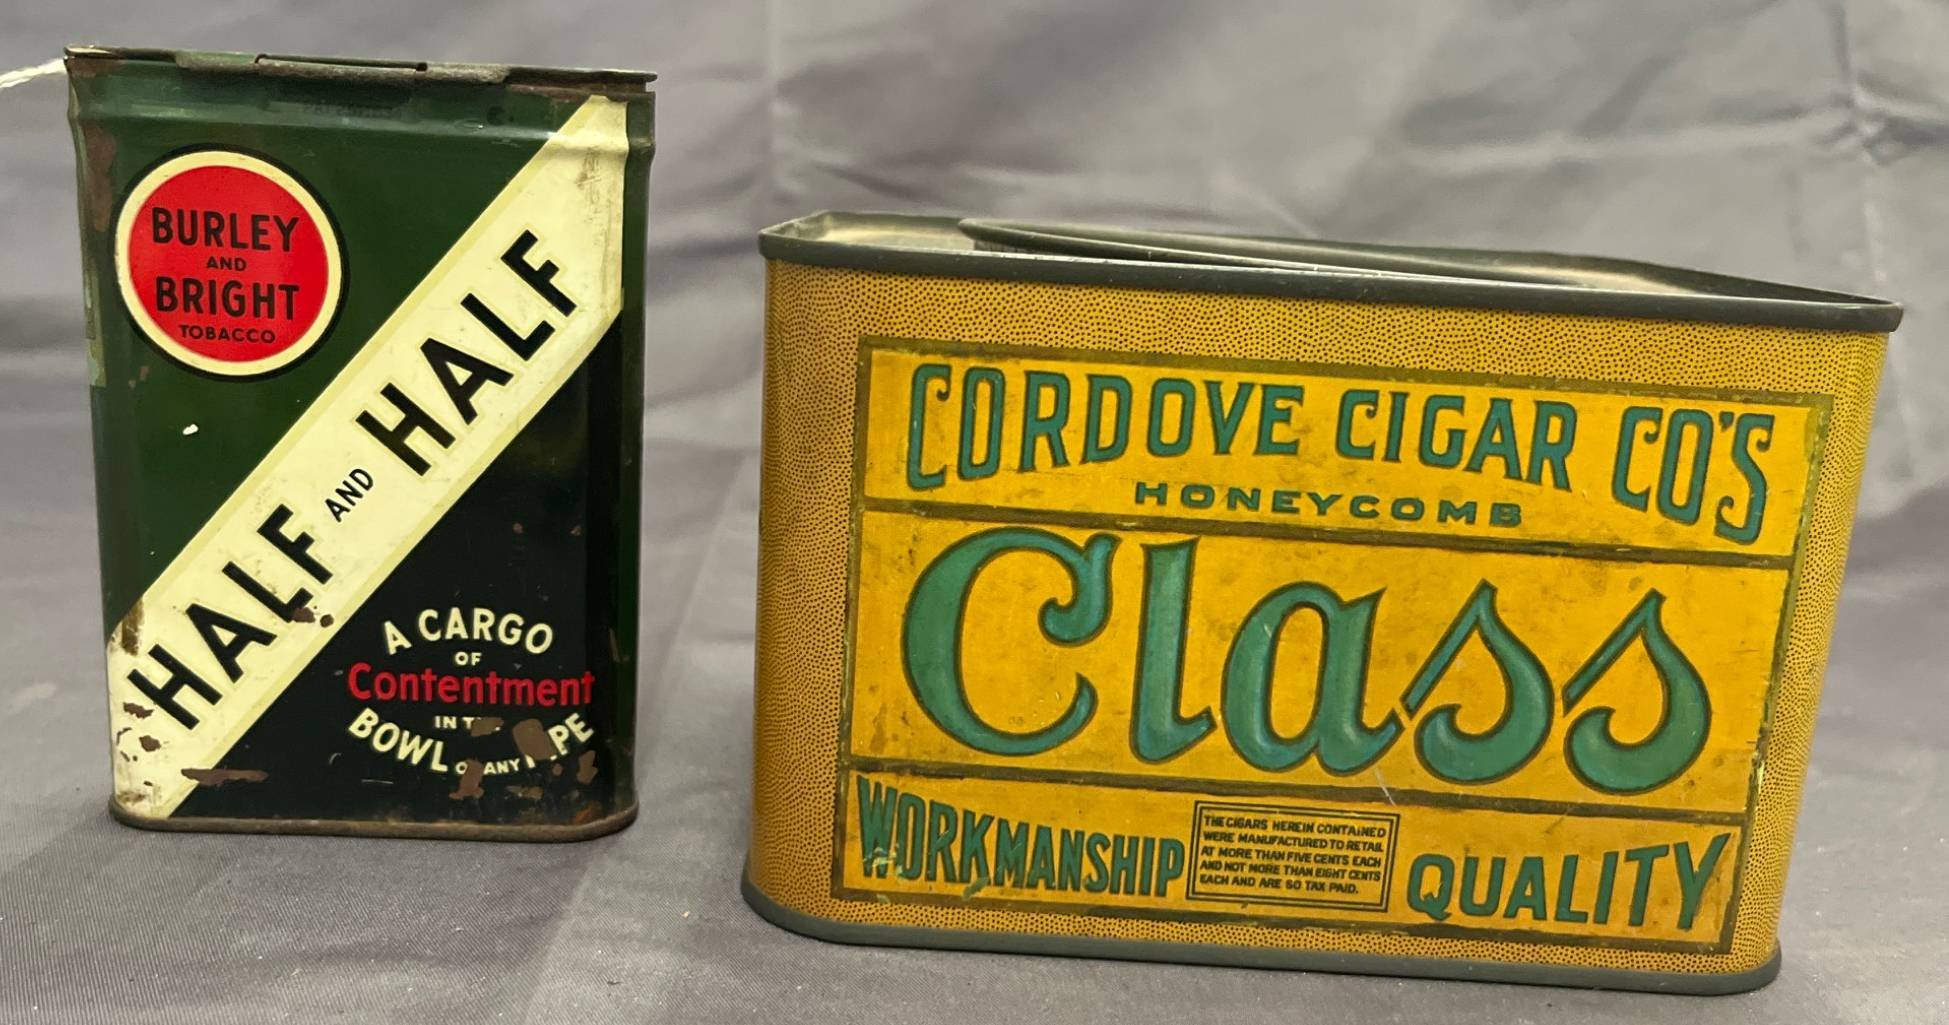 BURLEY
AND
BRIGHT
TOBACCO
HALF AND HALF
A CARGO
OF
Contentment
IN
BOWL ANY
CORDOVE CIGAR CO'S
HONEYCOMB
Class
WORKMANSHIP
THE CIGARS HEREIN CONTAINED
WERE MANUFACTURED TO RETAIL
AT MORE THAN FIVE CENTS EACH
AND NOT MORE THAN EIGHT CENTS
EACH AND ARE SO TAX PAID.
QUALITY